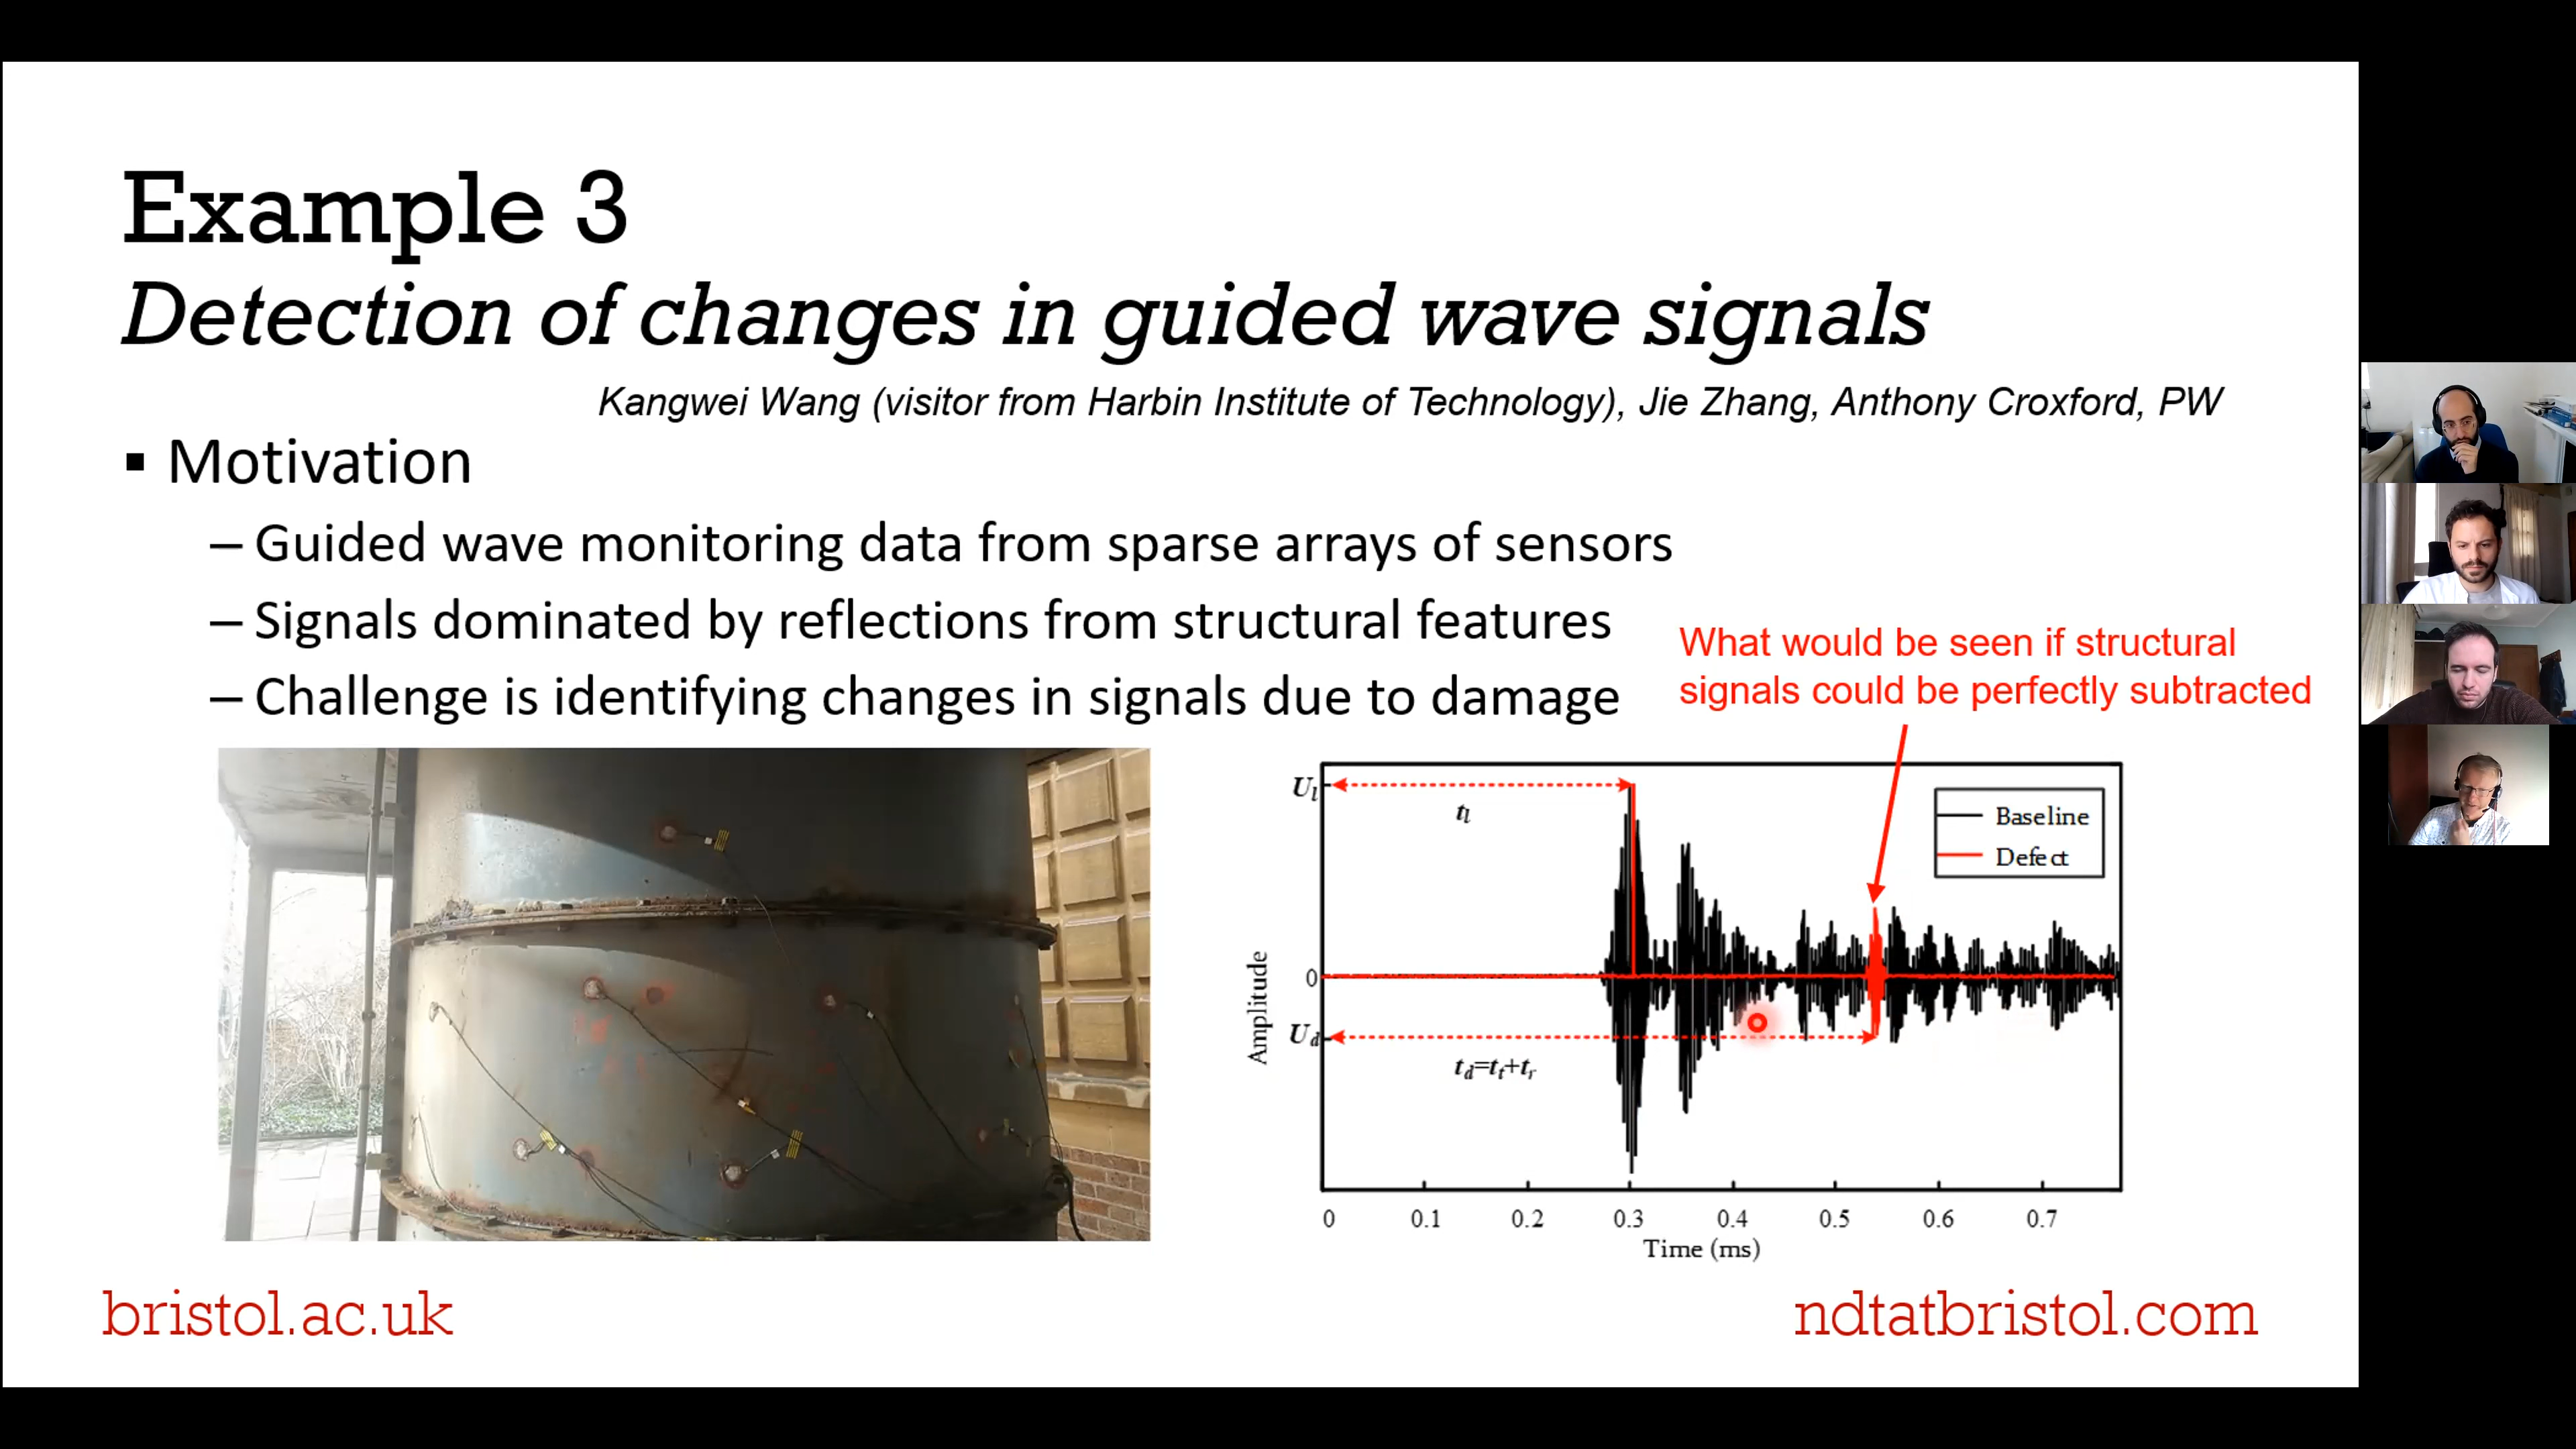 Example 3
Detection of changes in guided wave signals
Kangwei Wang (visitor from Harbin Institute of Technology), Jie Zhang, Anthony Croxford, PW
▪ Motivation
– Guided wave monitoring data from sparse arrays of sensors
– Signals dominated by reflections from structural features
– Challenge is identifying changes in signals due to damage
What would be seen if structural
signals could be perfectly subtracted
Ul
tl
Baseline
Defect
0
Amplitude
Ud
td=tt+tr
0 0.1 0.2 0.3 0.4 0.5 0.6 0.7
Time (ms)
bristol.ac.uk
ndtatbristol.com